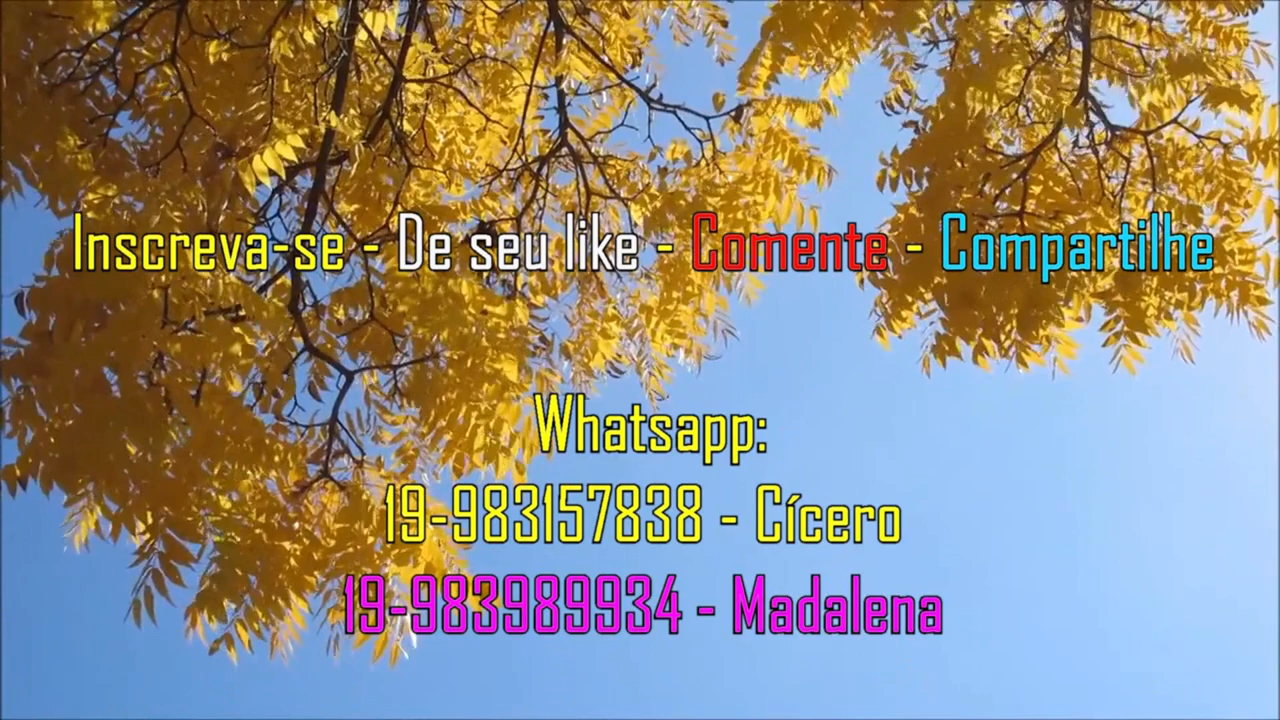 Inscreva-se - De seu like - Comente - Compartilhe
Whatsapp:
19-983157838 - Cícero
19-983989934 - Madalena